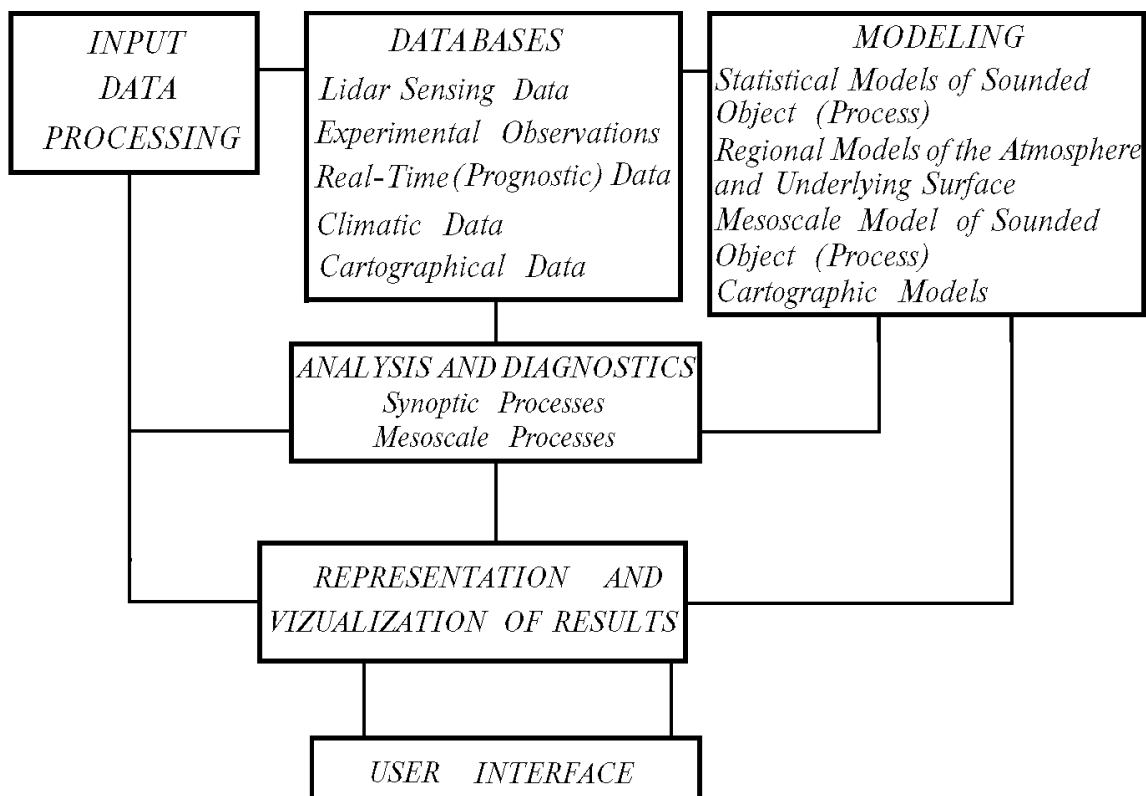 INPUT
DATA
PROCESSING
DATABASES
Lidar Sensing Data
Experimental Observations
Real-Time (Prognostic) Data
Climatic Data
Cartographical Data
MODELING
Statistical Models of Sounded
Object (Process)
Regional Models of the Atmosphere
and Underlying Surface
Mesoscale Model of Sounded
Object (Process)
Cartographic Models
ANALYSIS AND DIAGNOSTICS
Synoptic Processes
Mesoscale Processes
REPRESENTATION AND
VIZUALIZATION OF RESULTS
USER INTERFACE